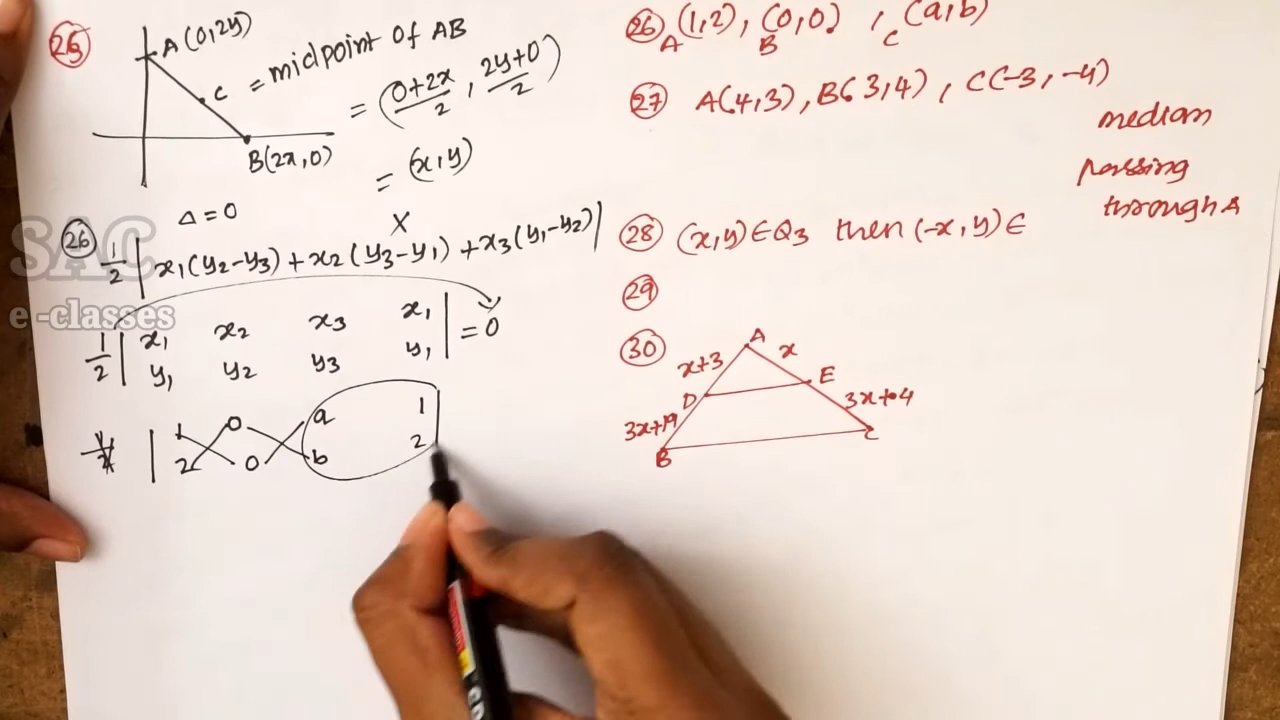 25 A(0,2y)
C = midpoint of AB
= (0+2x/2, 2y+0/2)
B(2x,0)
= (x,y)
Δ = 0
X
26 1/2 | x₁(y₂-y₃) + x₂(y₃-y₁) + x₃(y₁-y₂) |
1/2 | x₁ x₂ x₃ x₁ | = 0
y₁ y₂ y₃ y₁
| 1 0 a 1 |
2 0 b 2
SAC
e-classes
26 (1,2), (0,0), (a,b)
A B C
27 A(4,3), B(3,4), C(-3,-4)
median
passing
through A
28 (x,y)∈Q₃ then (-x,y)∈
29
30 A
x+3 x
D E
3x+19 3x+4
B C